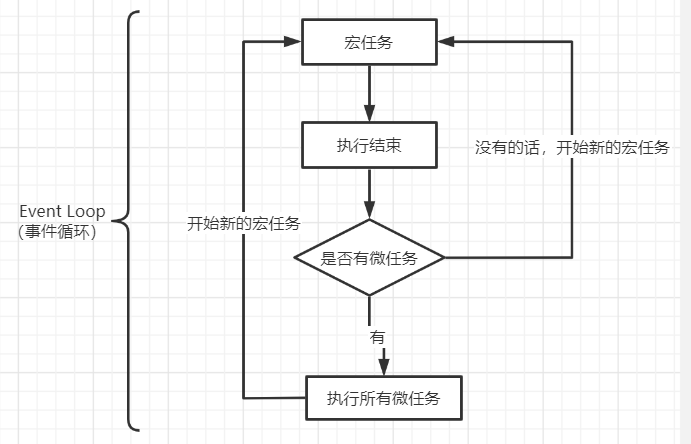 宏任务
执行结束
没有的话，开始新的宏任务
Event Loop
（事件循环）
开始新的宏任务
是否有微任务
有
执行所有微任务